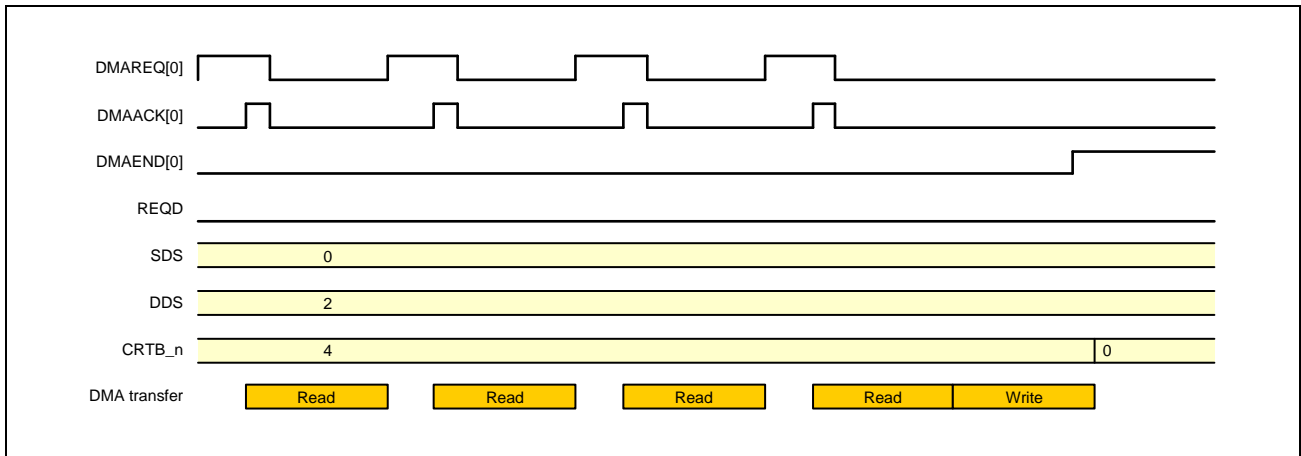 DMAREQ[0]
DMAACK[0]
DMAEND[0]
REQD
SDS 0
DDS 2
CRTB_n 4 0
DMA transfer Read Read Read Read Write